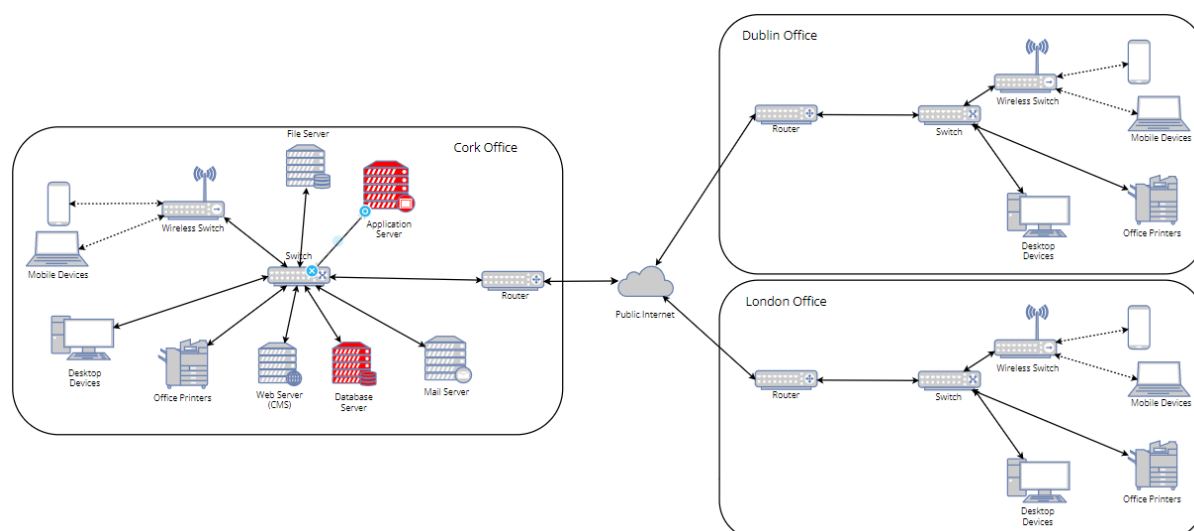 Cork Office
File Server
Application
Server
Wireless Switch
Mobile Devices
Switch
Router
Desktop
Devices
Office Printers
Web Server
(CMS)
Database
Server
Mail Server
Public Internet
Dublin Office
Router
Switch
Wireless Switch
Mobile Devices
Desktop
Devices
Office Printers
London Office
Router
Switch
Wireless Switch
Mobile Devices
Desktop
Devices
Office Printers